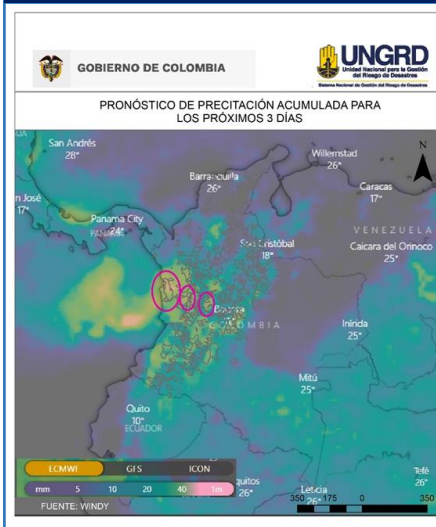 GOBIERNO DE COLOMBIA
UNGRD
Unidad Nacional para la Gestión
del Riesgo de Desastres
Sistema Nacional de Gestión del Riesgo de Desastres
PRONÓSTICO DE PRECITACIÓN ACUMULADA PARA
LOS PRÓXIMOS 3 DÍAS
N
San Andrés
28°
Willemstad
26°
Barranquilla
26°
Caracas
17°
n José
17°
Panama City
24°
VENEZUELA
San Cristóbal
18°
Caicara del Orinoco
25°
Bogota
COLOMBIA
Inírida
25°
Mitú
25°
Quito
10°
ECUADOR
ECMWF GFS ICON
mm 5 10 20 40 1m
quitos
26°
Leticia
26°
Tefé
26°
350 175 0 350
FUENTE: WINDY